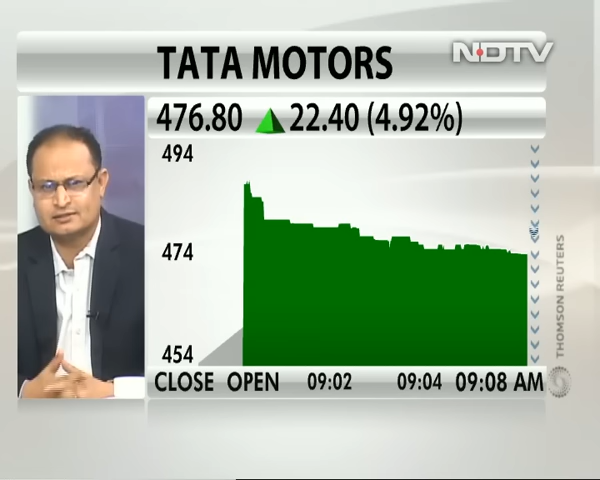 TATA MOTORS
NDTV
476.80 ▲ 22.40 (4.92%)
494
474
454
CLOSE OPEN 09:02 09:04 09:08 AM
THOMSON REUTERS